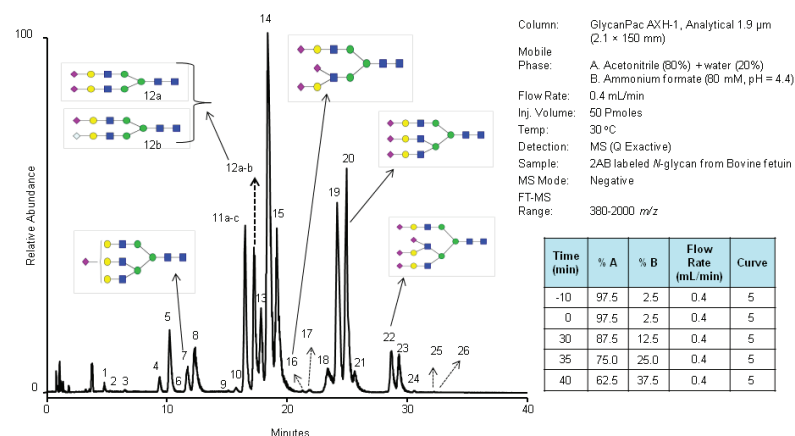 100
0
Relative Abundance
0
10
20
30
40
Minutes
12a
12b
12a-b
11a-c
14
13
15
16
17
18
19
20
21
22
23
24
25
26
1
2
3
4
5
6
7
8
9
10
Column: GlycanPac AXH-1, Analytical 1.9 µm
(2.1 × 150 mm)
Mobile
Phase: A. Acetonitrile (80%) + water (20%)
B. Ammonium formate (80 mM, pH = 4.4)
Flow Rate: 0.4 mL/min
Inj. Volume: 50 Pmoles
Temp: 30 ºC
Detection: MS (Q Exactive)
Sample: 2AB labeled N-glycan from Bovine fetuin
MS Mode: Negative
FT-MS
Range: 380-2000 m/z
Time (min) % A % B Flow Rate (mL/min) Curve
-10 97.5 2.5 0.4 5
0 97.5 2.5 0.4 5
30 87.5 12.5 0.4 5
35 75.0 25.0 0.4 5
40 62.5 37.5 0.4 5